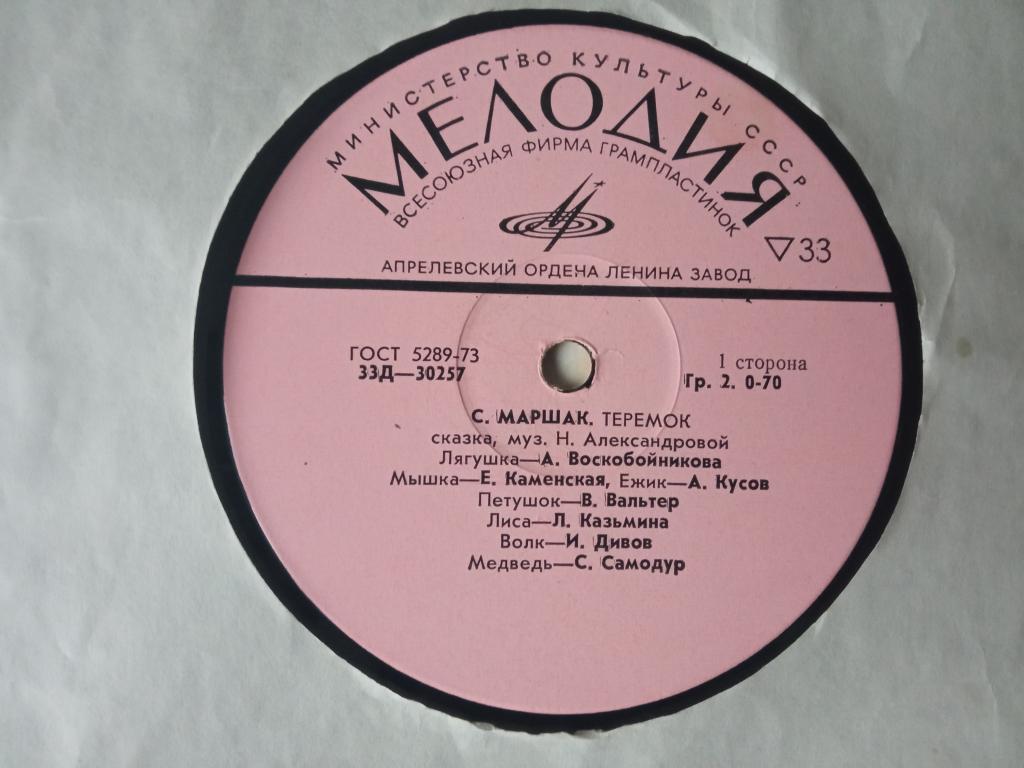 МИНИСТЕРСТВО КУЛЬТУРЫ СССР
МЕЛОДИЯ
ВСЕСОЮЗНАЯ ФИРМА ГРАМПЛАСТИНОК
▽33
АПРЕЛЕВСКИЙ ОРДЕНА ЛЕНИНА ЗАВОД
ГОСТ 5289-73
33Д—30257
1 сторона
Гр. 2. 0-70
С. МАРШАК. ТЕРЕМОК
сказка, муз. Н. Александровой
Лягушка—А. Воскобойникова
Мышка—Е. Каменская, Ежик—А. Кусов
Петушок—В. Вальтер
Лиса—Л. Казьмина
Волк—И. Дивов
Медведь—С. Самодур